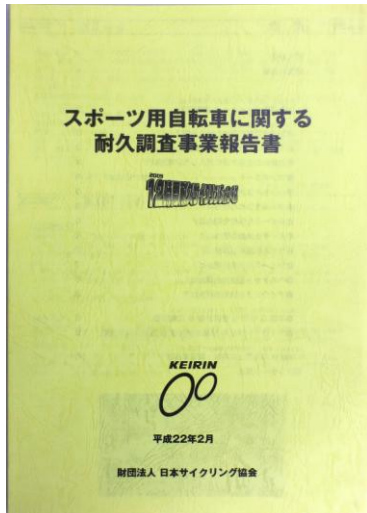 スポーツ用自転車に関する
耐久調査事業報告書
KEIRIN
平成22年2月
財団法人 日本サイクリング協会